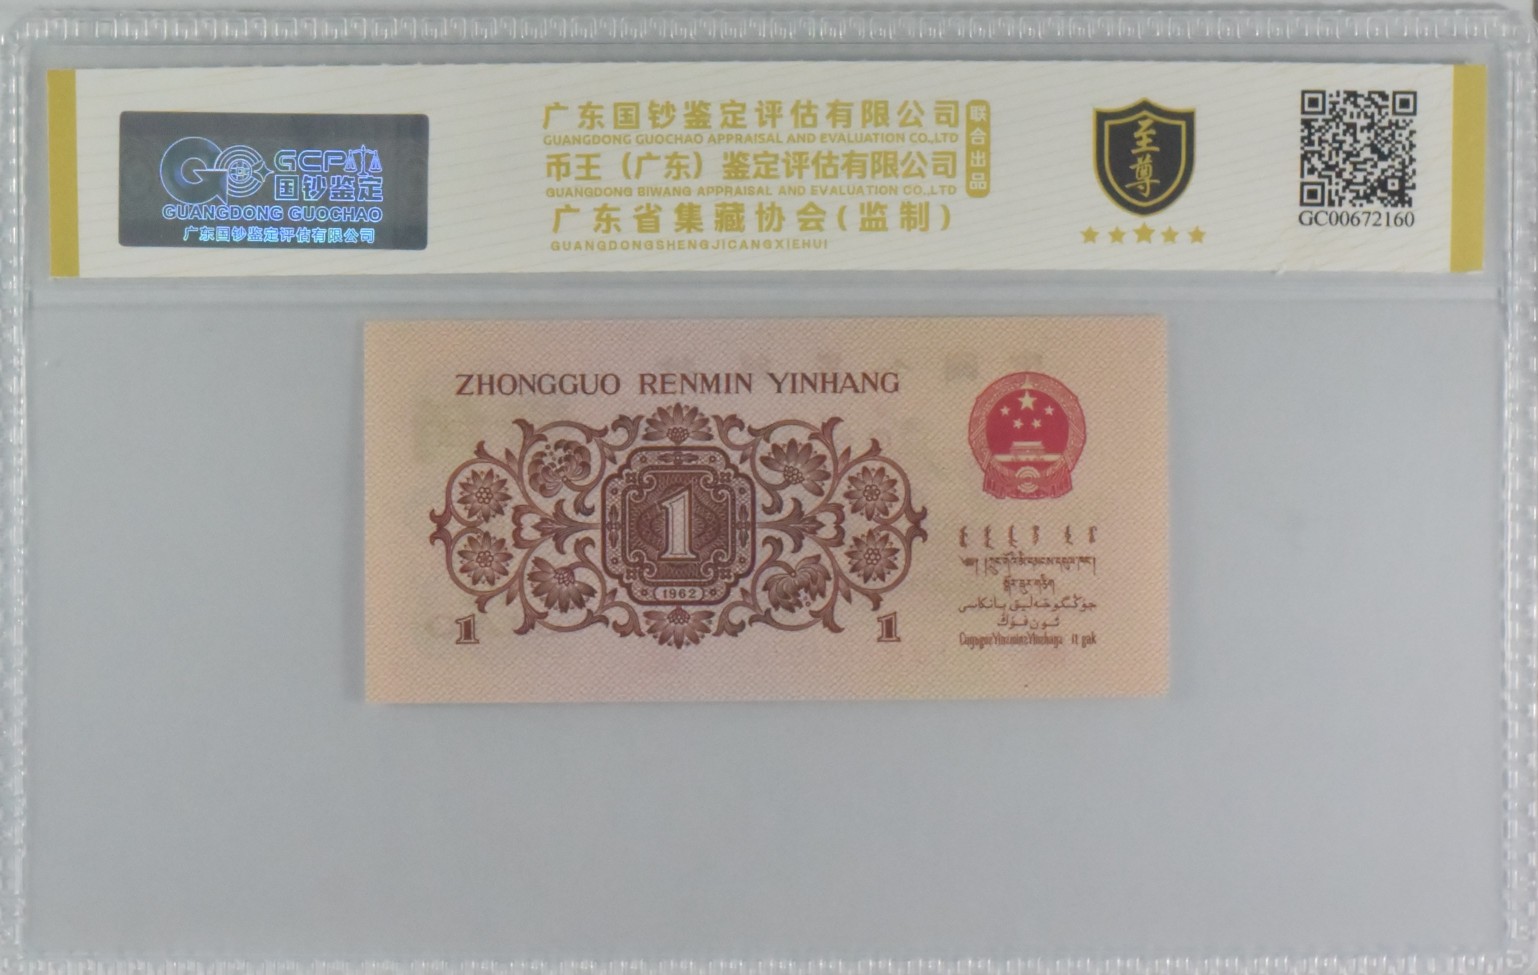 GCP
国钞鉴定
GUANGDONG GUOCHAO
广东国钞鉴定评估有限公司
广东国钞鉴定评估有限公司
GUANGDONG GUOCHAO APPRAISAL AND EVALUATION CO.,LTD
币王（广东）鉴定评估有限公司
GUANGDONG BIWANG APPRAISAL AND EVALUATION CO.,LTD
广东省集藏协会(监制)
GUANGDONGSHENGJICANGXIEHUI
联合出品
至尊
GC00672160
ZHONGGUO RENMIN YINHANG
1
1962
1
1
جۇڭگوخەلىق بانكاسى